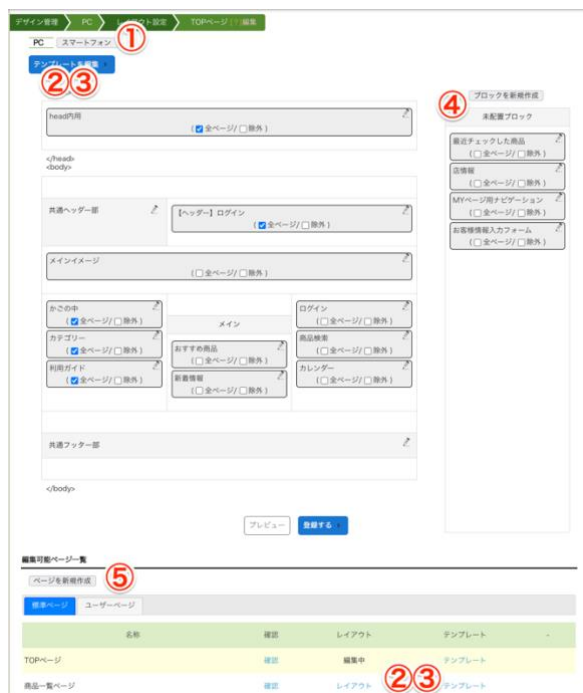 デザイン管理 PC レイアウト設定 TOPページ[?]編集
①
PC スマートフォン
テンプレートを編集
②③
④
ブロックを新規作成
head内用
( 全ページ/ 除外 )
</head>
<body>
共通ヘッダー部
【ヘッダー】ログイン
( 全ページ/ 除外 )
メインイメージ
( 全ページ/ 除外 )
かごの中
( 全ページ/ 除外 )
カテゴリー
( 全ページ/ 除外 )
利用ガイド
( 全ページ/ 除外 )
メイン
おすすめ商品
( 全ページ/ 除外 )
新着情報
( 全ページ/ 除外 )
ログイン
( 全ページ/ 除外 )
商品検索
( 全ページ/ 除外 )
カレンダー
( 全ページ/ 除外 )
共通フッター部
</body>
未配置ブロック
最近チェックした商品
( 全ページ/ 除外 )
店情報
( 全ページ/ 除外 )
MYページ用ナビゲーション
( 全ページ/ 除外 )
お客様情報入力フォーム
( 全ページ/ 除外 )
プレビュー 登録する
編集可能ページ一覧
ページを新規作成 ⑤
標準ページ ユーザーページ
名称 確認 レイアウト テンプレート -
TOPページ 確認 編集中 テンプレート
商品一覧ページ 確認 レイアウト ②③ テンプレート